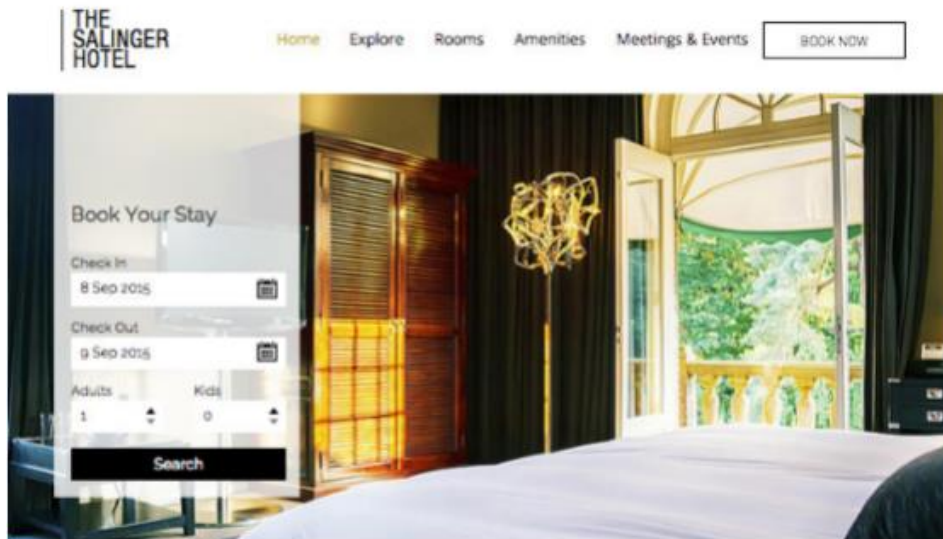 THE
SALINGER
HOTEL
Home Explore Rooms Amenities Meetings & Events BOOK NOW
Book Your Stay
Check In
8 Sep 2015
Check Out
9 Sep 2015
Adults Kids
1 0
Search